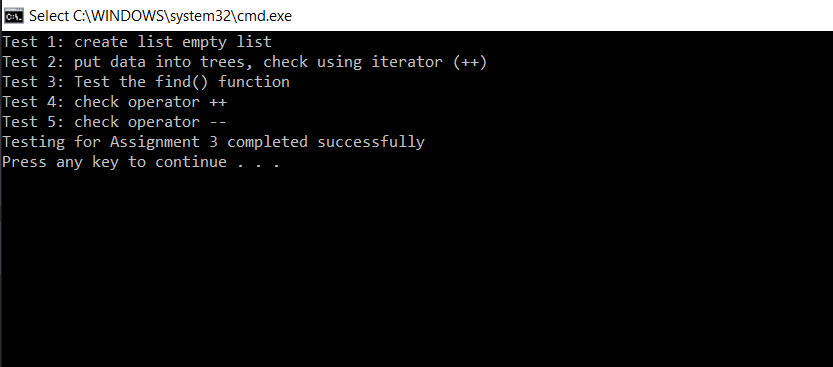 Select C:\WINDOWS\system32\cmd.exe
Test 1: create list empty list
Test 2: put data into trees, check using iterator (++)
Test 3: Test the find() function
Test 4: check operator ++
Test 5: check operator --
Testing for Assignment 3 completed successfully
Press any key to continue . . .